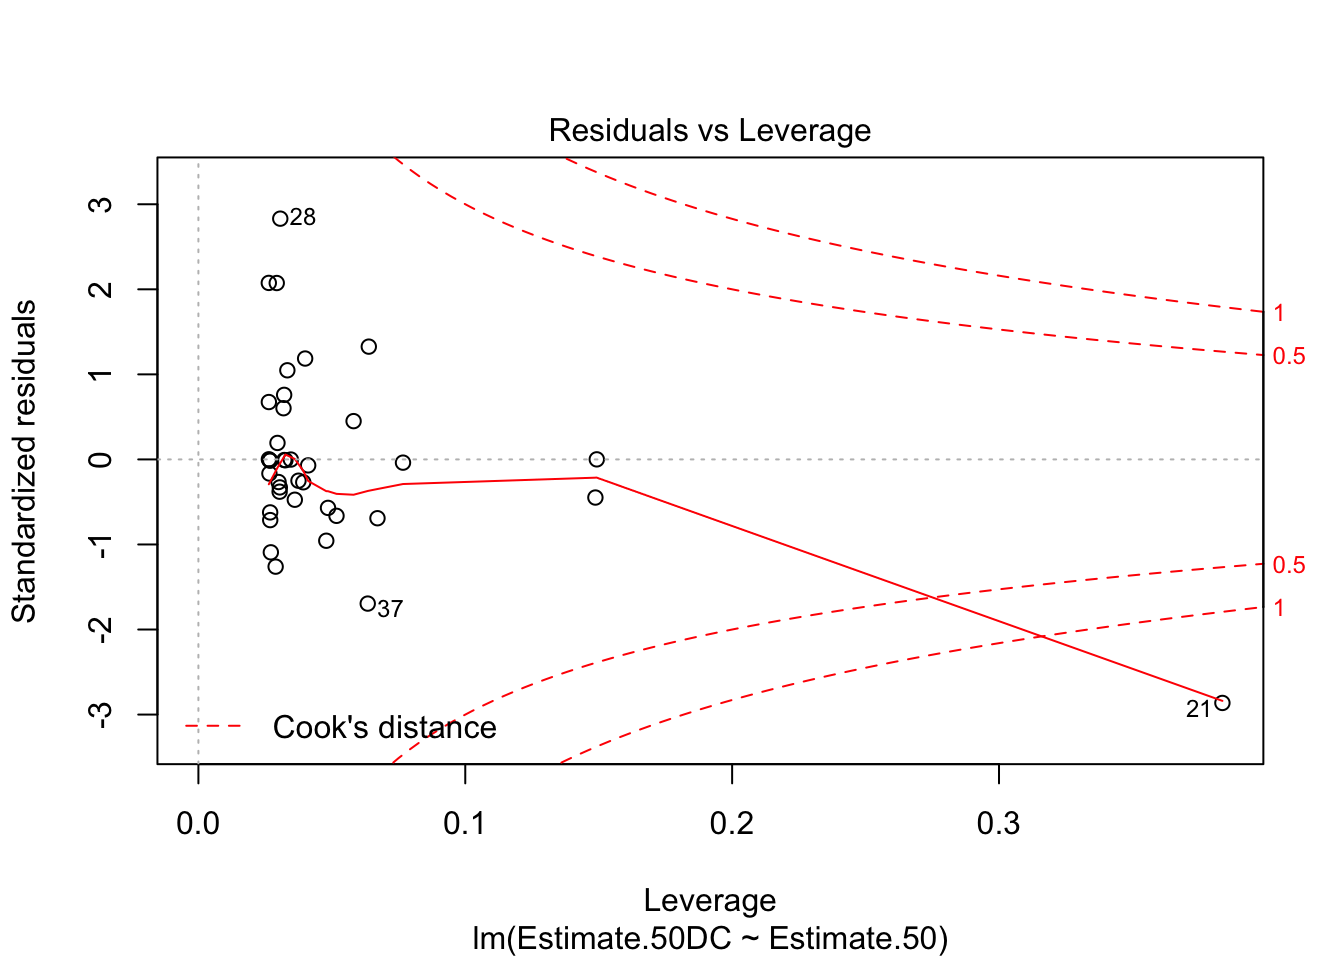 Residuals vs Leverage
Standardized residuals
3
2
1
0
-1
-2
-3
28
37
21
1
0.5
0.5
1
Cook's distance
0.0 0.1 0.2 0.3
Leverage
lm(Estimate.50DC ~ Estimate.50)